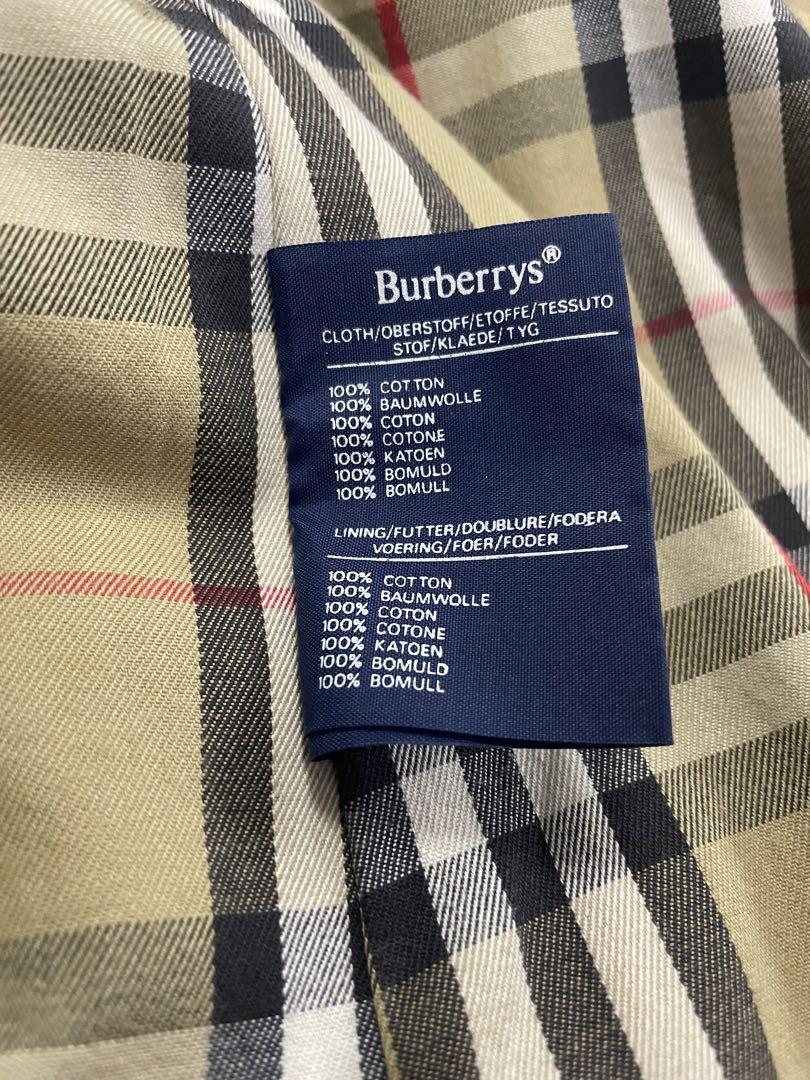 Burberrys®
CLOTH/OBERSTOFF/ETOFFE/TESSUTO
STOF/KLAEDE/TYG
100% COTTON
100% BAUMWOLLE
100% COTON
100% COTONE
100% KATOEN
100% BOMULD
100% BOMULL
LINING/FUTTER/DOUBLURE/FODERA
VOERING/FOER/FODER
100% COTTON
100% BAUMWOLLE
100% COTON
100% COTONE
100% KATOEN
100% BOMULD
100% BOMULL